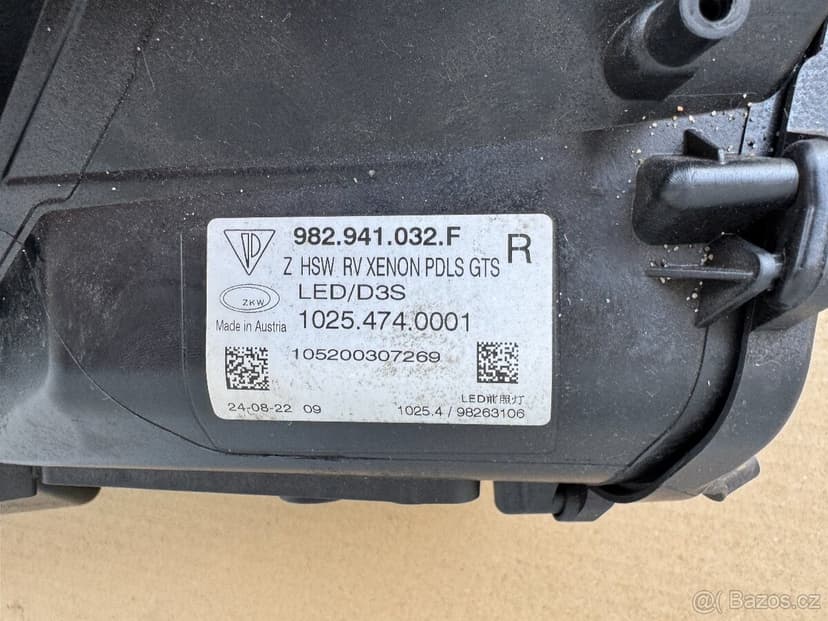 982.941.032.F
R
Z HSW RV XENON PDLS GTS
LED/D3S
ZKW
Made in Austria
1025.474.0001
105200307269
LED前照灯
24-08-22 09
1025.4 / 98263106
Bazos.cz